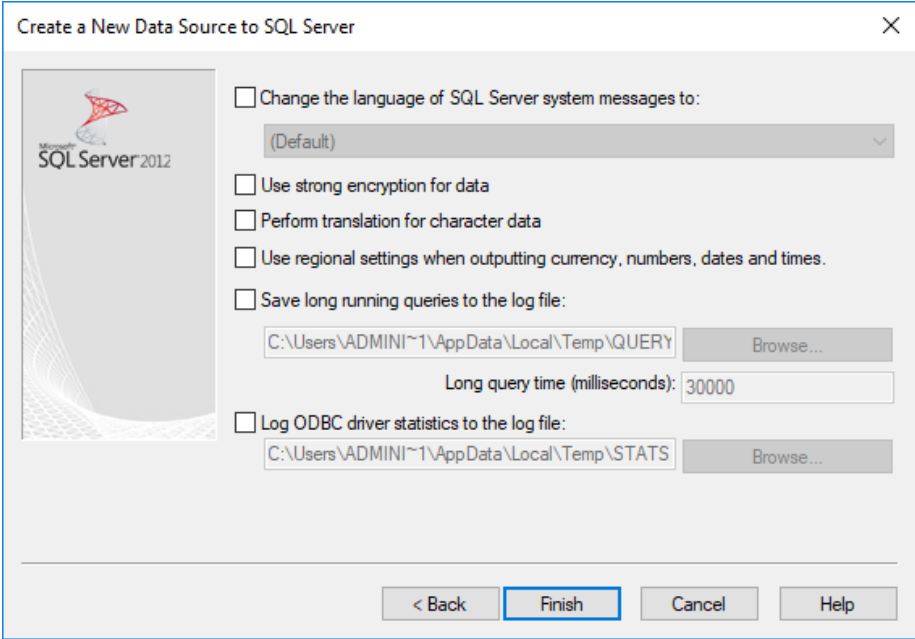 Create a New Data Source to SQL Server
Microsoft
SQL Server 2012
Change the language of SQL Server system messages to:
(Default)
Use strong encryption for data
Perform translation for character data
Use regional settings when outputting currency, numbers, dates and times.
Save long running queries to the log file:
C:\Users\ADMINI~1\AppData\Local\Temp\QUERY Browse...
Long query time (milliseconds): 30000
Log ODBC driver statistics to the log file:
C:\Users\ADMINI~1\AppData\Local\Temp\STATS Browse...
< Back Finish Cancel Help